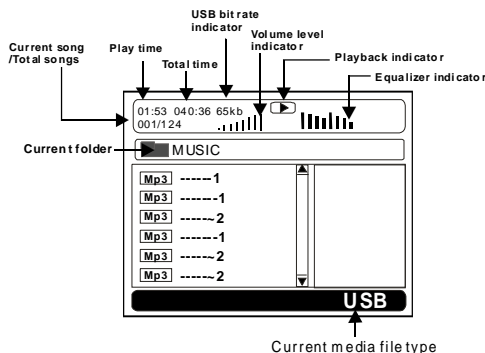 USB bit rate
indicator
Volume level
indicator
Current song
/Total songs
Play time
Total time
Playback indicator
Equalizer indicator
01:53 040:36 65kb
001/124
Current folder
MUSIC
Mp3 ------1
Mp3 ------1
Mp3 -----~2
Mp3 ------1
Mp3 -----~2
Mp3 -----~2
USB
Current media file type